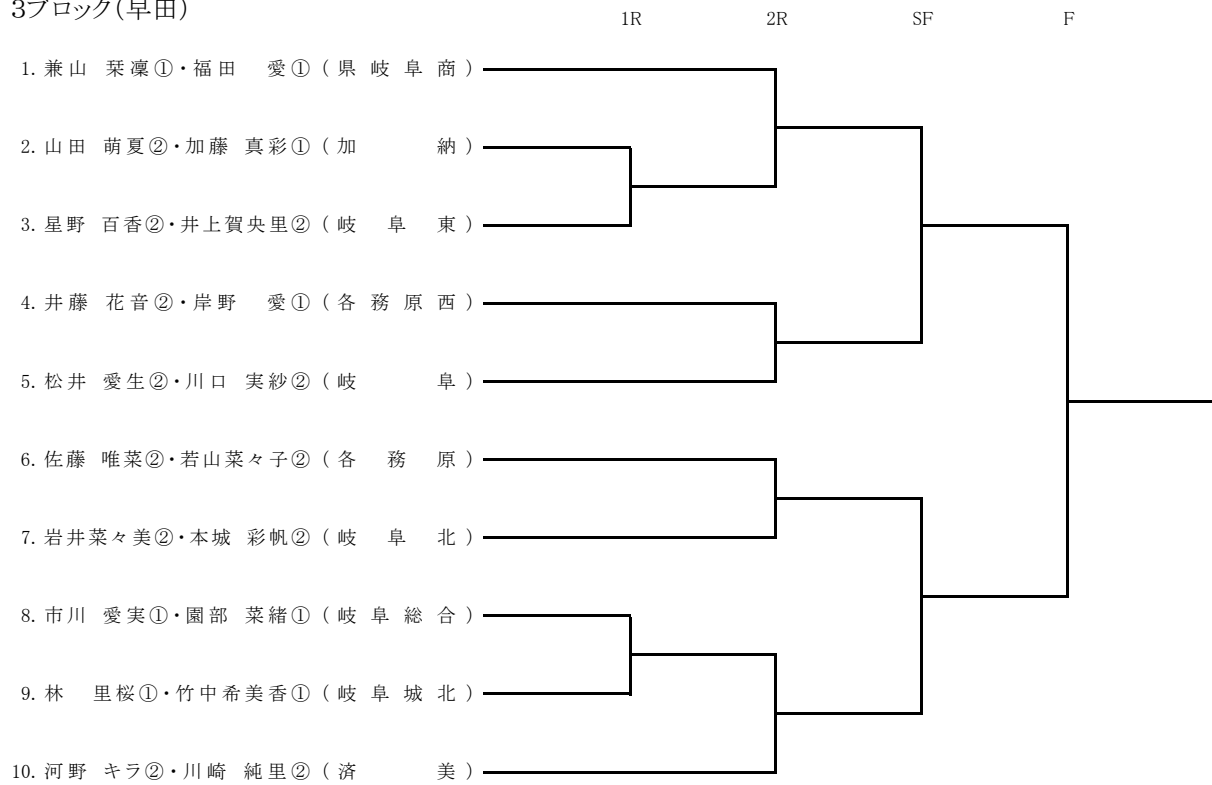 3ブロック(早田)
1R 2R SF F
1. 兼山 栞凜①・福田 愛① (県岐阜商)
2. 山田 萌夏②・加藤 真彩① (加納)
3. 星野 百香②・井上賀央里② (岐阜東)
4. 井藤 花音②・岸野 愛① (各務原西)
5. 松井 愛生②・川口 実紗② (岐阜)
6. 佐藤 唯菜②・若山菜々子② (各務原)
7. 岩井菜々美②・本城 彩帆② (岐阜北)
8. 市川 愛実①・園部 菜緒① (岐阜総合)
9. 林 里桜①・竹中希美香① (岐阜城北)
10. 河野 キラ②・川崎 純里② (済美)